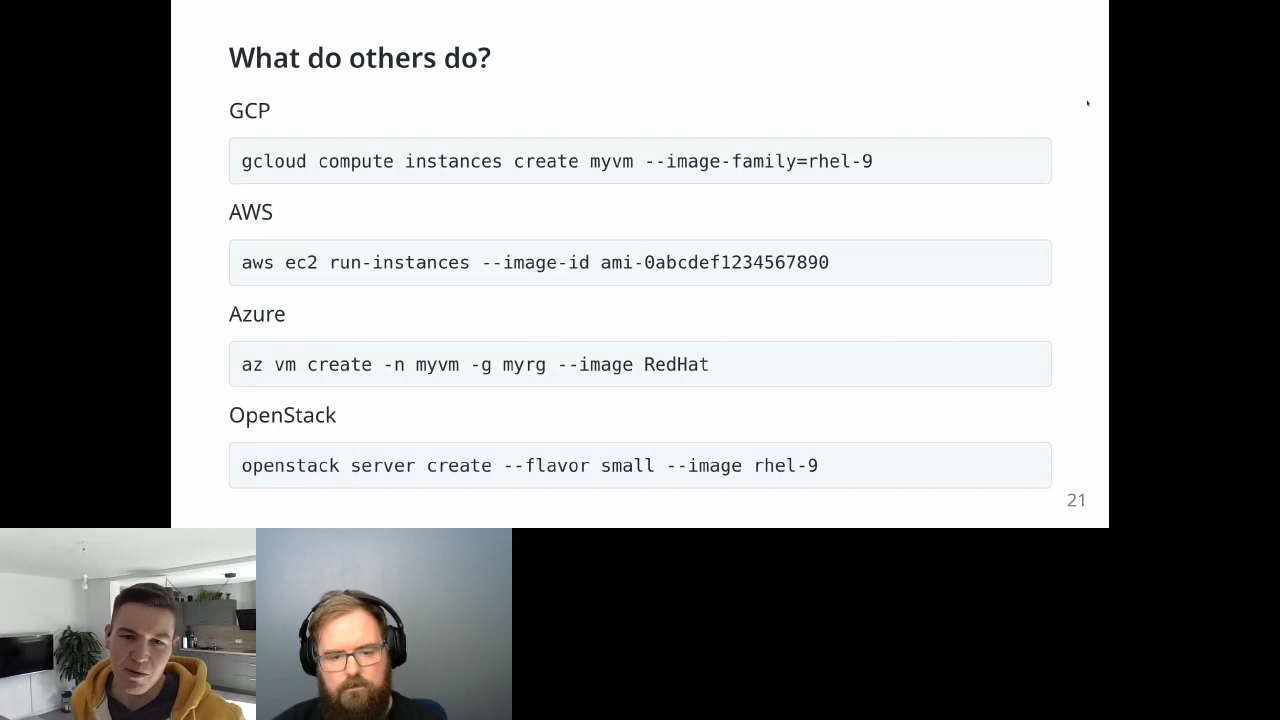 What do others do?
GCP
gcloud compute instances create myvm --image-family=rhel-9
AWS
aws ec2 run-instances --image-id ami-0abcdef1234567890
Azure
az vm create -n myvm -g myrg --image RedHat
OpenStack
openstack server create --flavor small --image rhel-9
21